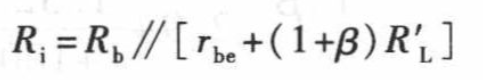 R_i = R_b // [ r_be + (1+β) R'_L ]